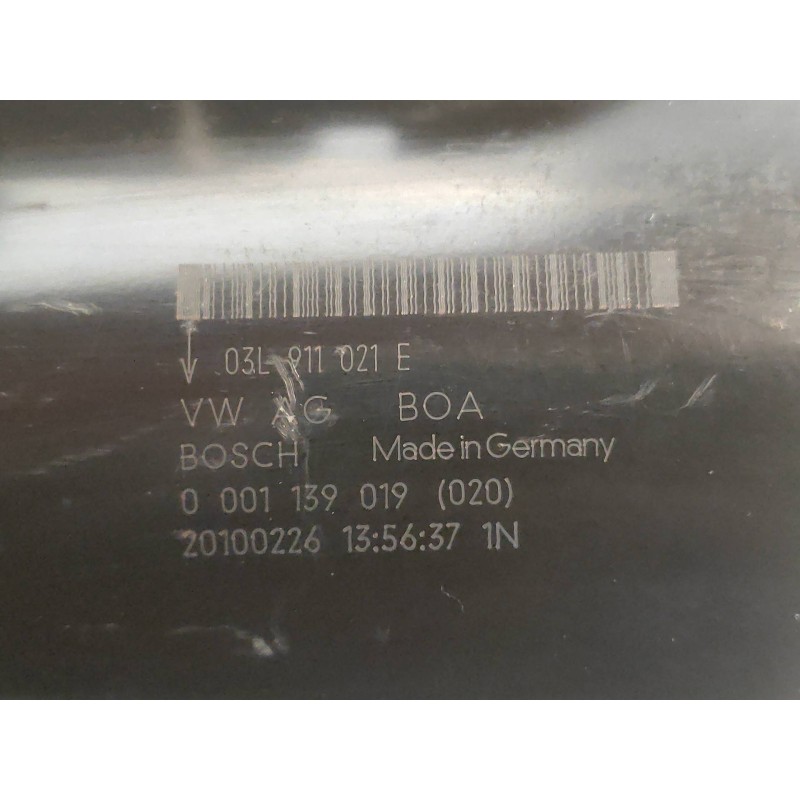 03L 911 021 E
VW AG BOA
BOSCH Made in Germany
0 001 139 019 (020)
20100226 13:56:37 1N